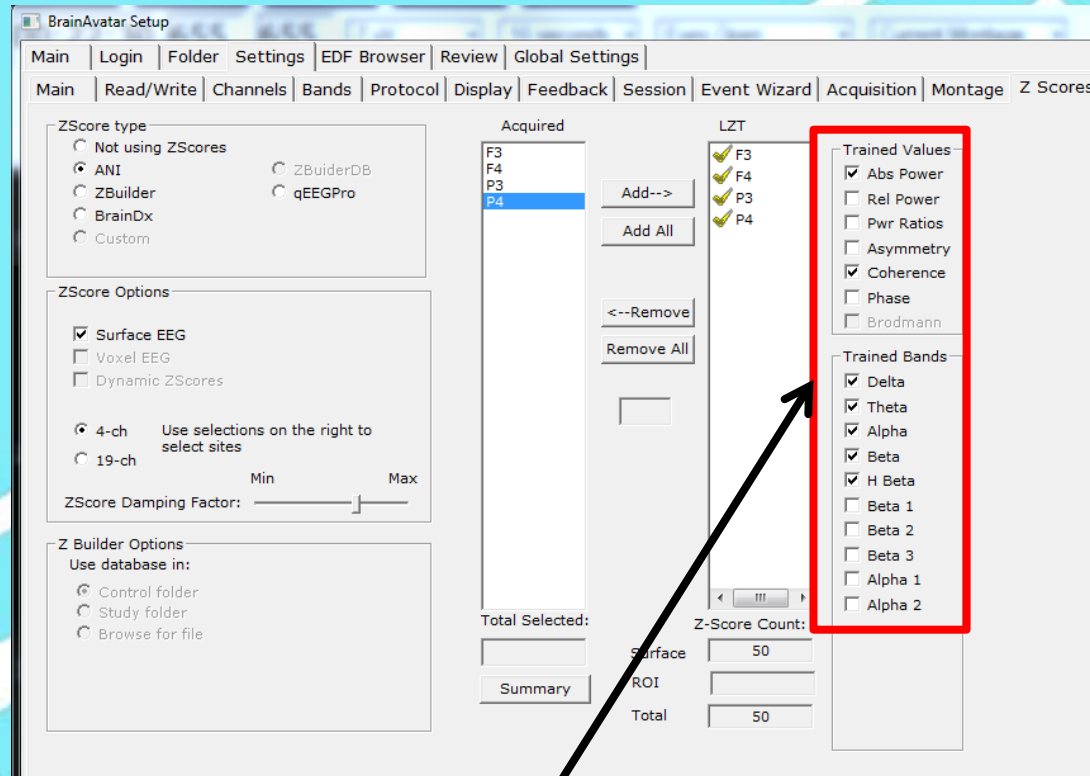 BrainAvatar Setup
Main Login Folder Settings EDF Browser Review Global Settings
Main Read/Write Channels Bands Protocol Display Feedback Session Event Wizard Acquisition Montage Z Scores
ZScore type
Not using ZScores
ANI ZBuiderDB
ZBuilder qEEGPro
BrainDx
Custom
ZScore Options
Surface EEG
Voxel EEG
Dynamic ZScores
4-ch Use selections on the right to
19-ch select sites
Min Max
ZScore Damping Factor:
Z Builder Options
Use database in:
Control folder
Study folder
Browse for file
Acquired
F3
F4
P3
P4
Total Selected:
Summary
Add-->
Add All
<--Remove
Remove All
LZT
F3
F4
P3
P4
Z-Score Count:
Surface 50
ROI
Total 50
Trained Values
Abs Power
Rel Power
Pwr Ratios
Asymmetry
Coherence
Phase
Brodmann
Trained Bands
Delta
Theta
Alpha
Beta
H Beta
Beta 1
Beta 2
Beta 3
Alpha 1
Alpha 2